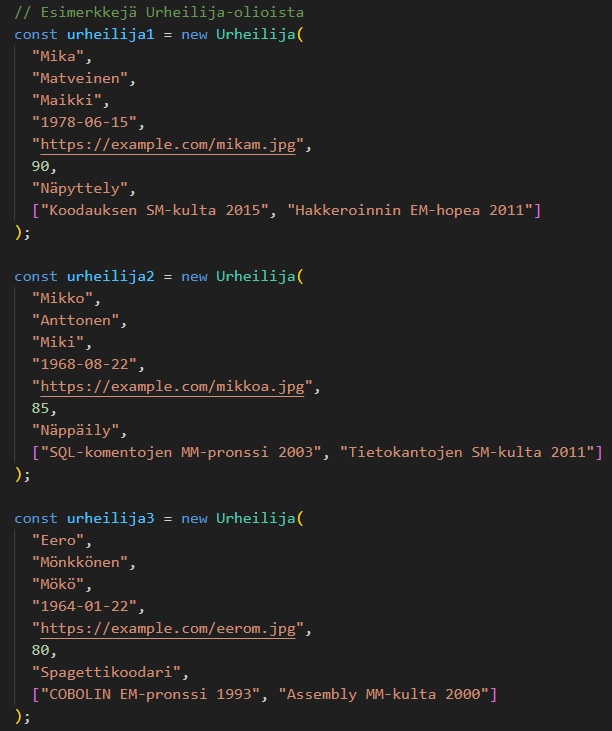 // Esimerkkejä Urheilija-olioista
const urheilija1 = new Urheilija(
"Mika",
"Matveinen",
"Maikki",
"1978-06-15",
"https://example.com/mikam.jpg",
90,
"Näpyttely",
["Koodauksen SM-kulta 2015", "Hakkeroinnin EM-hopea 2011"]
);
const urheilija2 = new Urheilija(
"Mikko",
"Anttonen",
"Miki",
"1968-08-22",
"https://example.com/mikkoa.jpg",
85,
"Näppäily",
["SQL-komentojen MM-pronssi 2003", "Tietokantojen SM-kulta 2011"]
);
const urheilija3 = new Urheilija(
"Eero",
"Mönkkönen",
"Mökö",
"1964-01-22",
"https://example.com/eerom.jpg",
80,
"Spagettikoodari",
["COBOLIN EM-pronssi 1993", "Assembly MM-kulta 2000"]
);